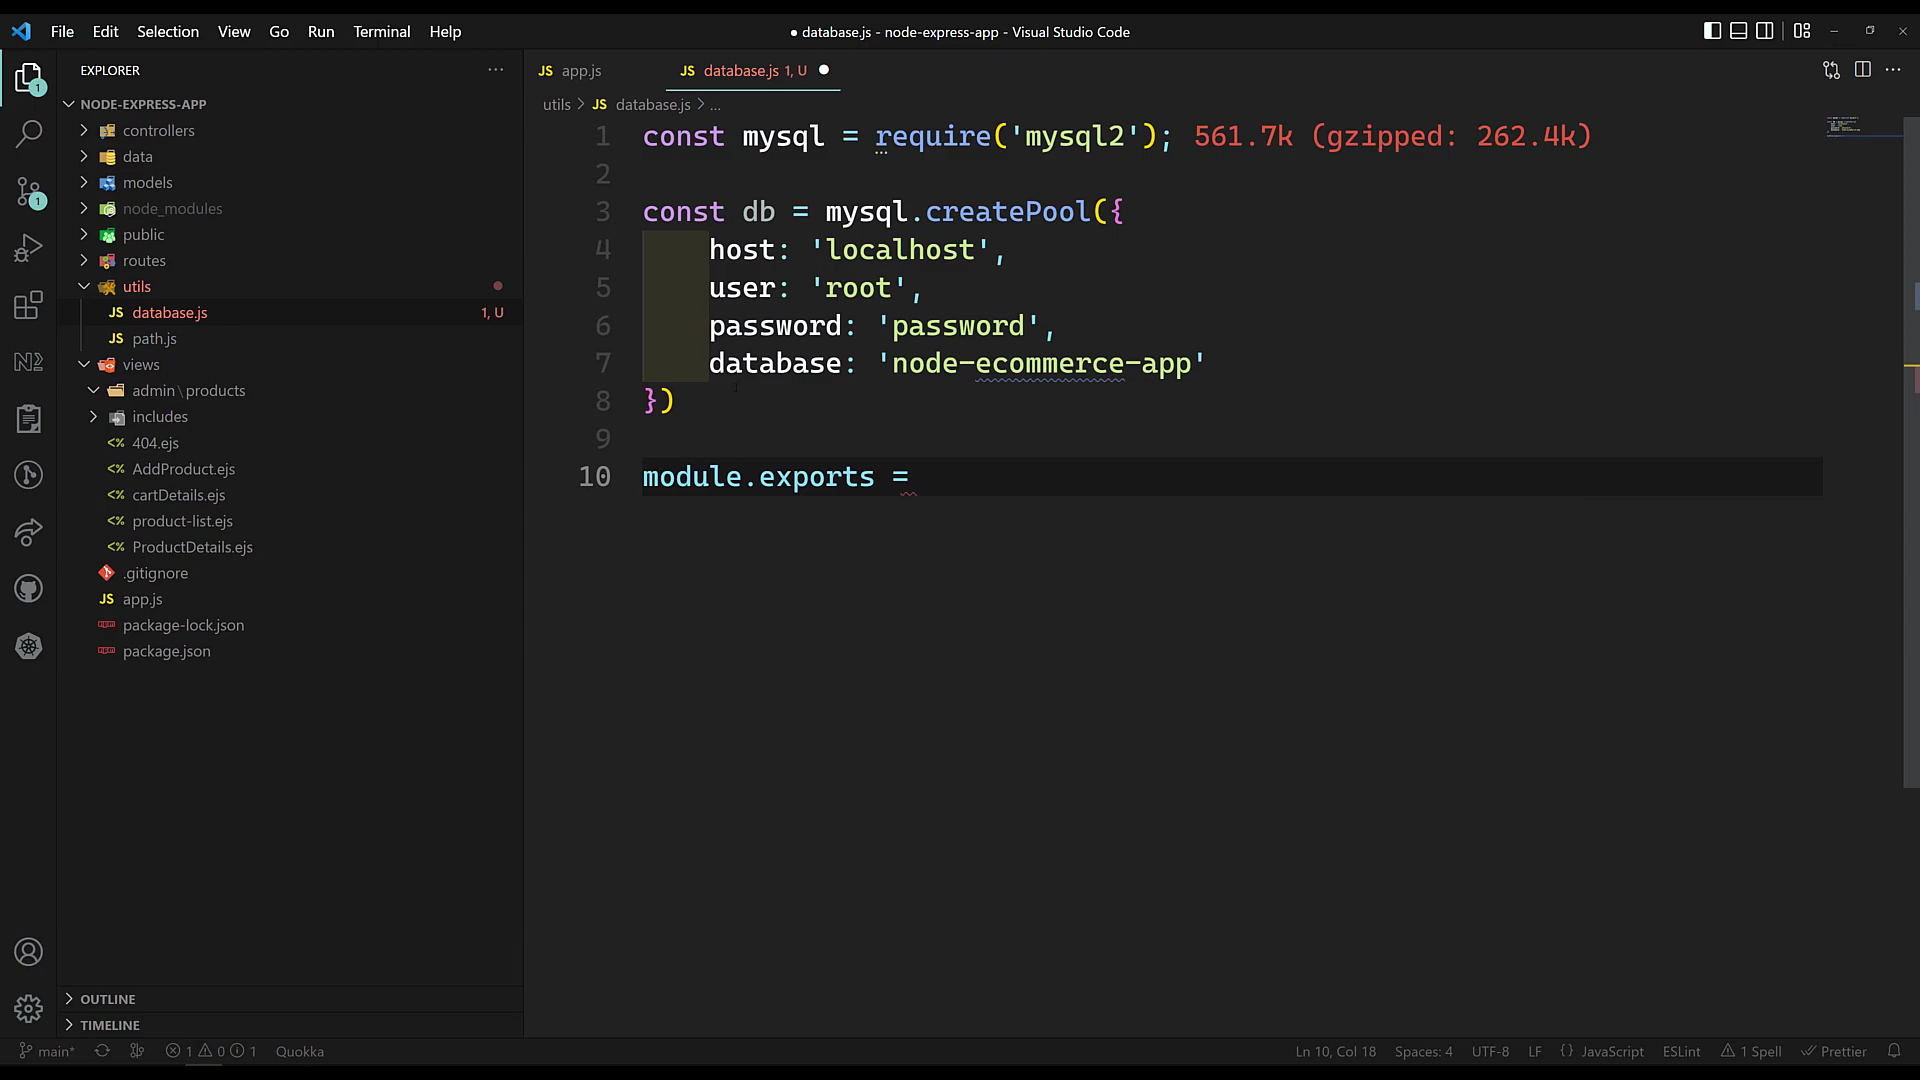 File Edit Selection View Go Run Terminal Help
● database.js - node-express-app - Visual Studio Code
EXPLORER
NODE-EXPRESS-APP
controllers
data
models
node_modules
public
routes
utils
database.js 1, U
path.js
views
admin\products
includes
<% 404.ejs
<% AddProduct.ejs
<% cartDetails.ejs
<% product-list.ejs
<% ProductDetails.ejs
.gitignore
JS app.js
package-lock.json
package.json
OUTLINE
TIMELINE
JS app.js
JS database.js 1, U
utils > JS database.js > ...
1 const mysql = require('mysql2'); 561.7k (gzipped: 262.4k)
2
3 const db = mysql.createPool({
4 host: 'localhost',
5 user: 'root',
6 password: 'password',
7 database: 'node-ecommerce-app'
8 })
9
10 module.exports =
main* 1 0 1 Quokka
Ln 10, Col 18 Spaces: 4 UTF-8 LF {} JavaScript ESLint 1 Spell Prettier